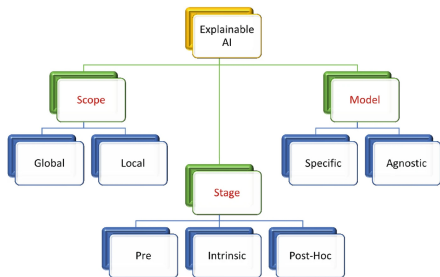 Explainable
AI
Scope
Model
Global
Local
Specific
Agnostic
Stage
Pre
Intrinsic
Post-Hoc